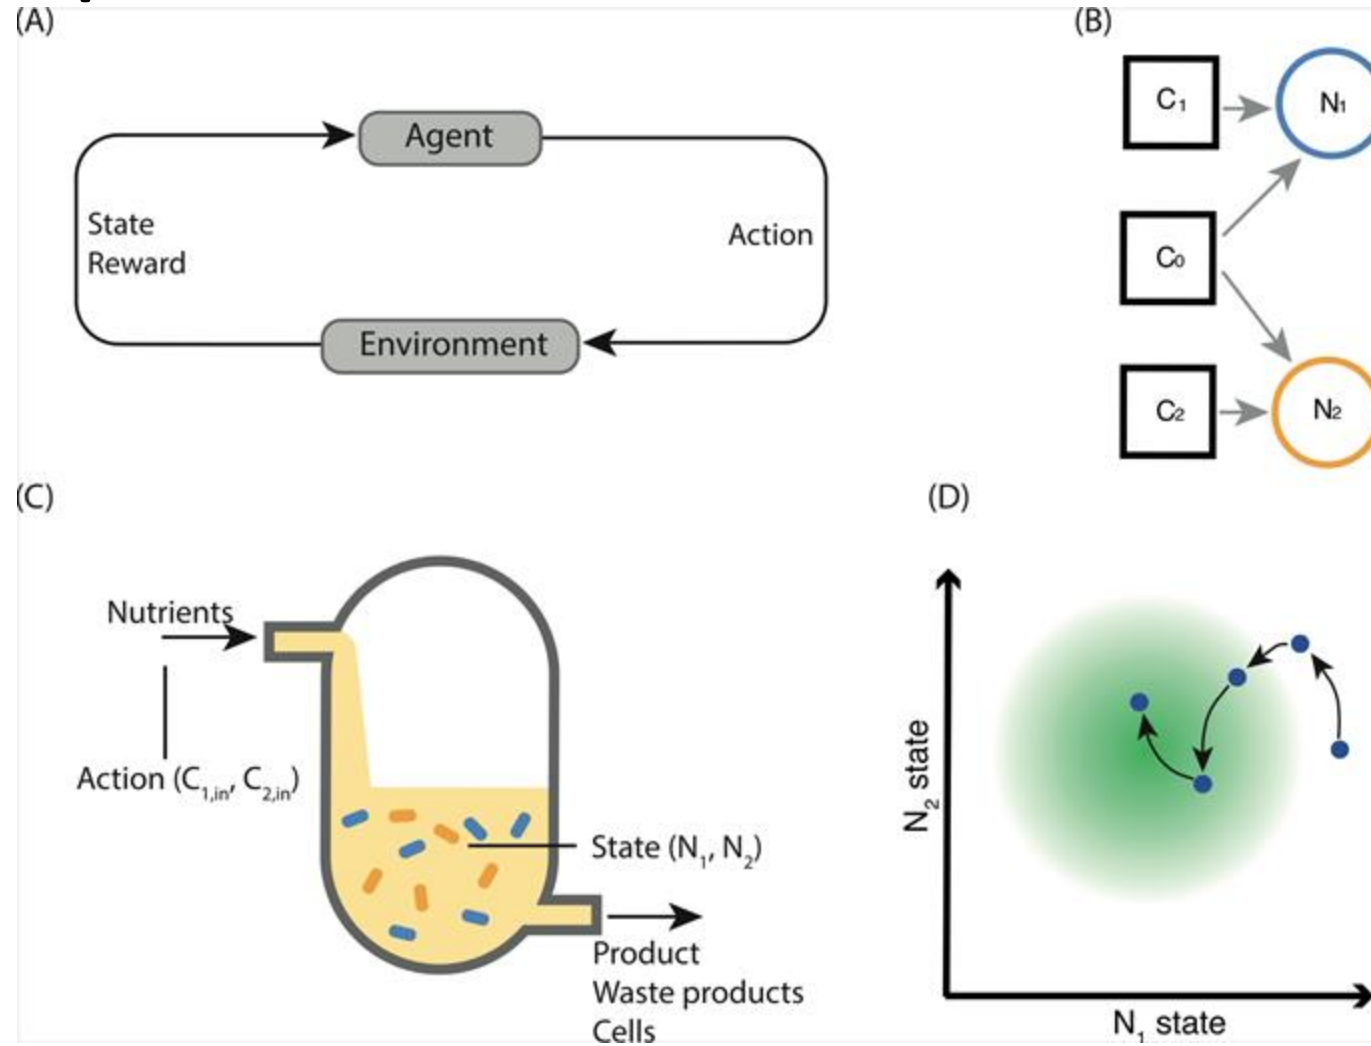 (A)
Agent
State
Reward
Action
Environment
(B)
C1
N1
C0
C2
N2
(C)
Nutrients
Action (C1,in, C2,in)
State (N1, N2)
Product
Waste products
Cells
(D)
N2 state
N1 state